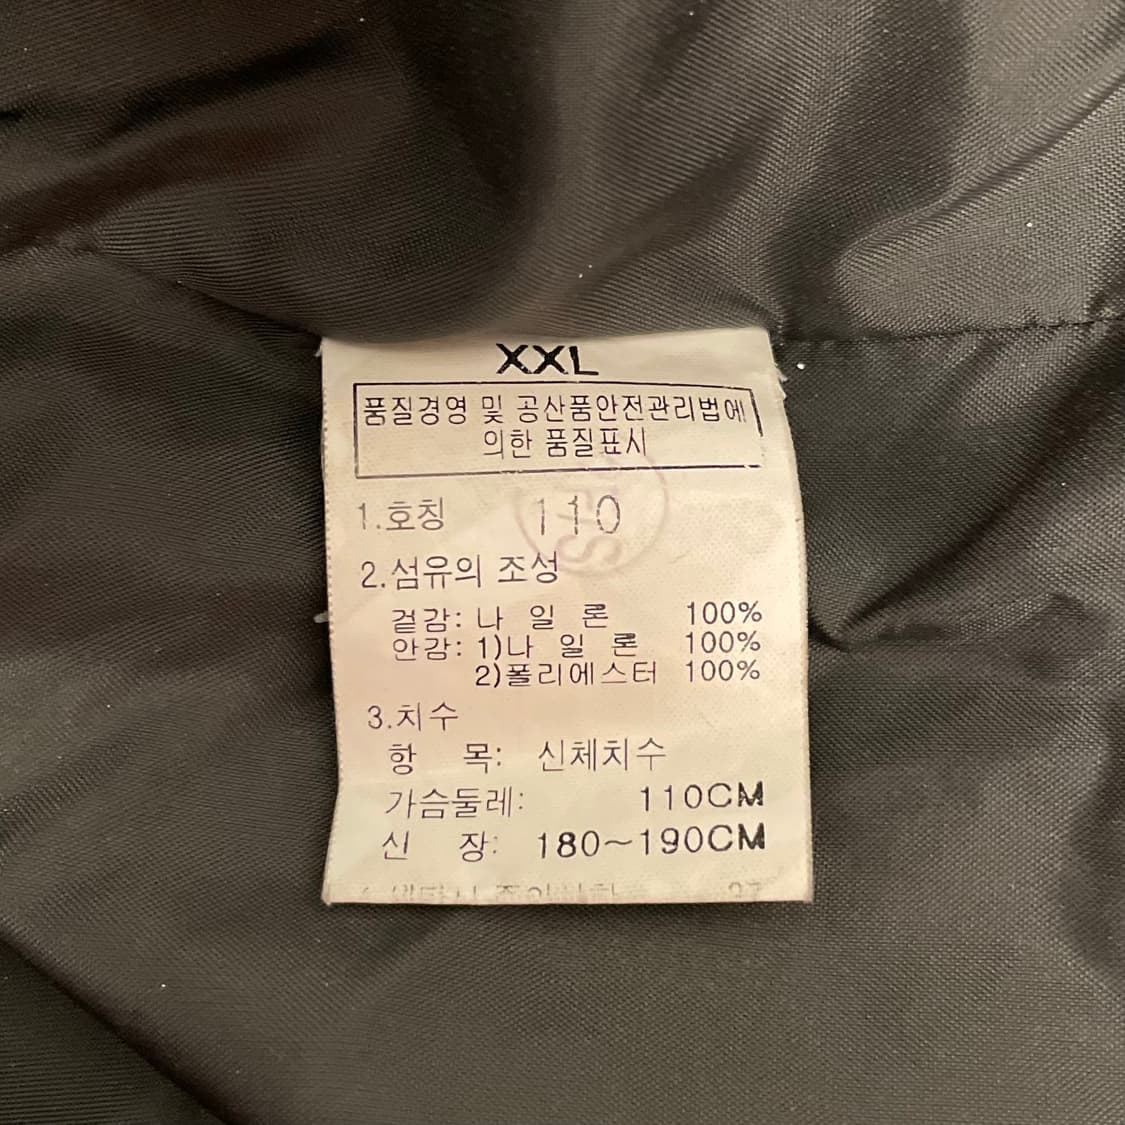 XXL
품질경영 및 공산품안전관리법에
의한 품질표시
1.호칭 110
2.섬유의 조성
겉감: 나 일 론 100%
안감: 1)나 일 론 100%
2)폴리에스터 100%
3.치수
항 목: 신체치수
가슴둘레: 110CM
신 장: 180~190CM